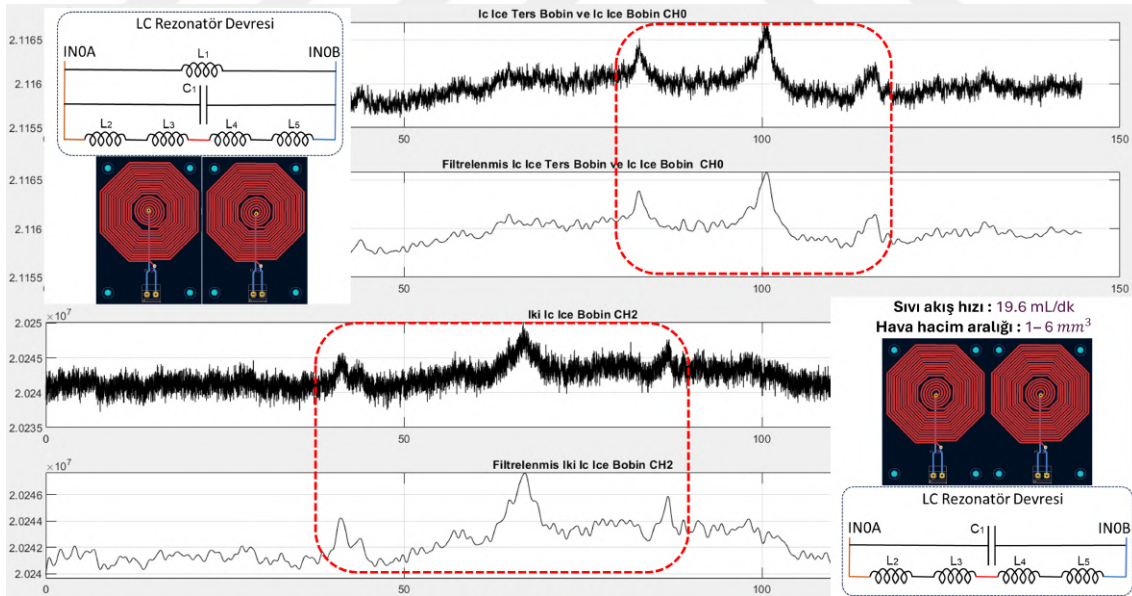 LC Rezonatör Devresi
IN0A
IN0B
L1
C1
L2
L3
L4
L5
Ic Ice Ters Bobin ve Ic Ice Bobin CH0
2.1165
2.116
2.1155
50
100
150
Filtrelenmis Ic Ice Ters Bobin ve Ic Ice Bobin CH0
2.1165
2.116
2.1155
50
100
150
×10⁷
Iki Ic Ice Bobin CH2
2.025
2.0245
2.024
2.0235
0
50
100
×10⁷
Filtrelenmis Iki Ic Ice Bobin CH2
2.0246
2.0244
2.0242
2.024
0
50
100
Sıvı akış hızı : 19.6 mL/dk
Hava hacim aralığı : 1– 6 mm³
LC Rezonatör Devresi
IN0A
IN0B
C1
L2
L3
L4
L5